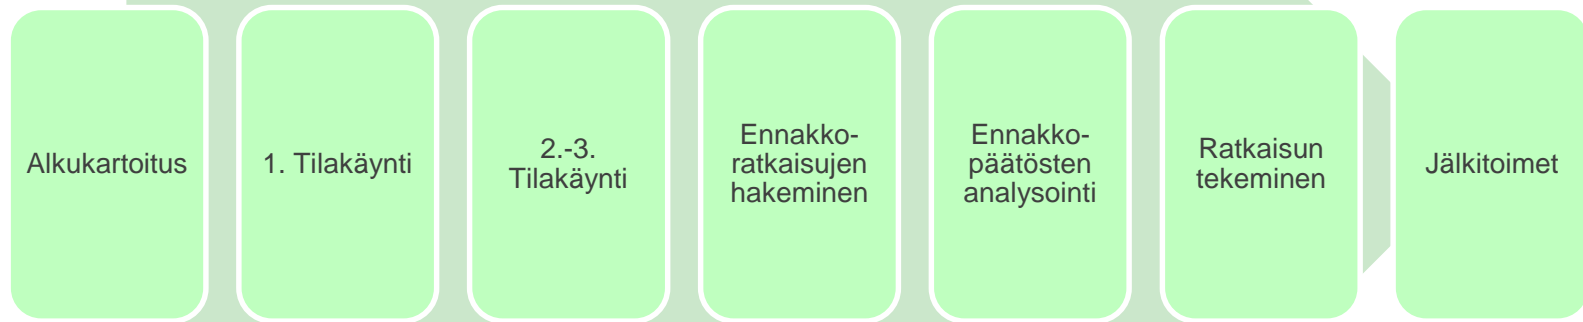 Alkukartoitus
1. Tilakäynti
2.-3.
Tilakäynti
Ennakko-
ratkaisujen
hakeminen
Ennakko-
päätösten
analysointi
Ratkaisun
tekeminen
Jälkitoimet